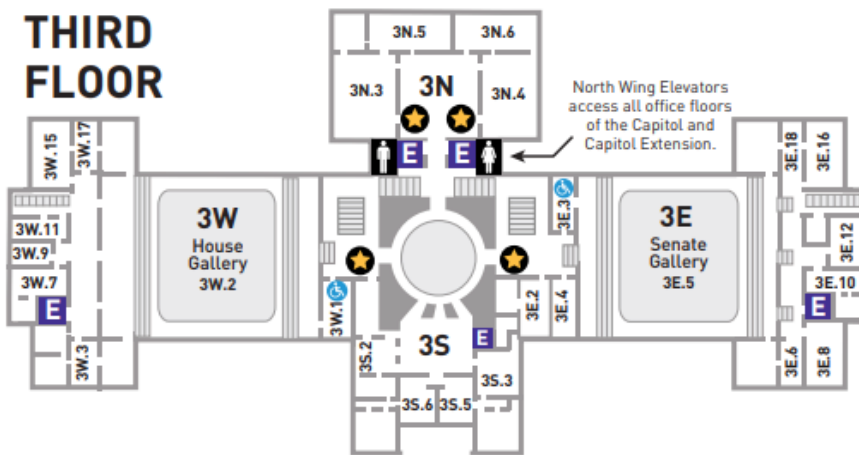 THIRD
FLOOR
3N.5
3N.6
3N.3
3N
3N.4
North Wing Elevators
access all office floors
of the Capitol and
Capitol Extension.
E
E
3W.15
3W.17
3W.11
3W.9
3W.7
E
3W.3
3W
House
Gallery
3W.2
3W.1
3E.3
3E
Senate
Gallery
3E.5
3E.18
3E.16
3E.12
3E.10
E
3E.6
3E.8
3E.2
3E.4
3S.2
3S
E
3S.3
3S.6
3S.5